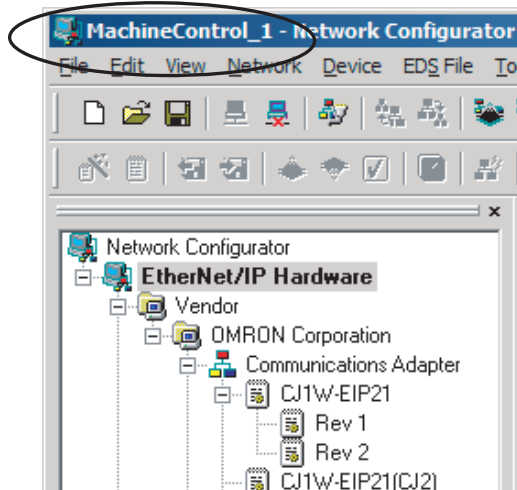 MachineControl_1 - Network Configurator
File Edit View Network Device EDS File To
Network Configurator
EtherNet/IP Hardware
Vendor
OMRON Corporation
Communications Adapter
CJ1W-EIP21
Rev 1
Rev 2
CJ1W-EIP21(CJ2)